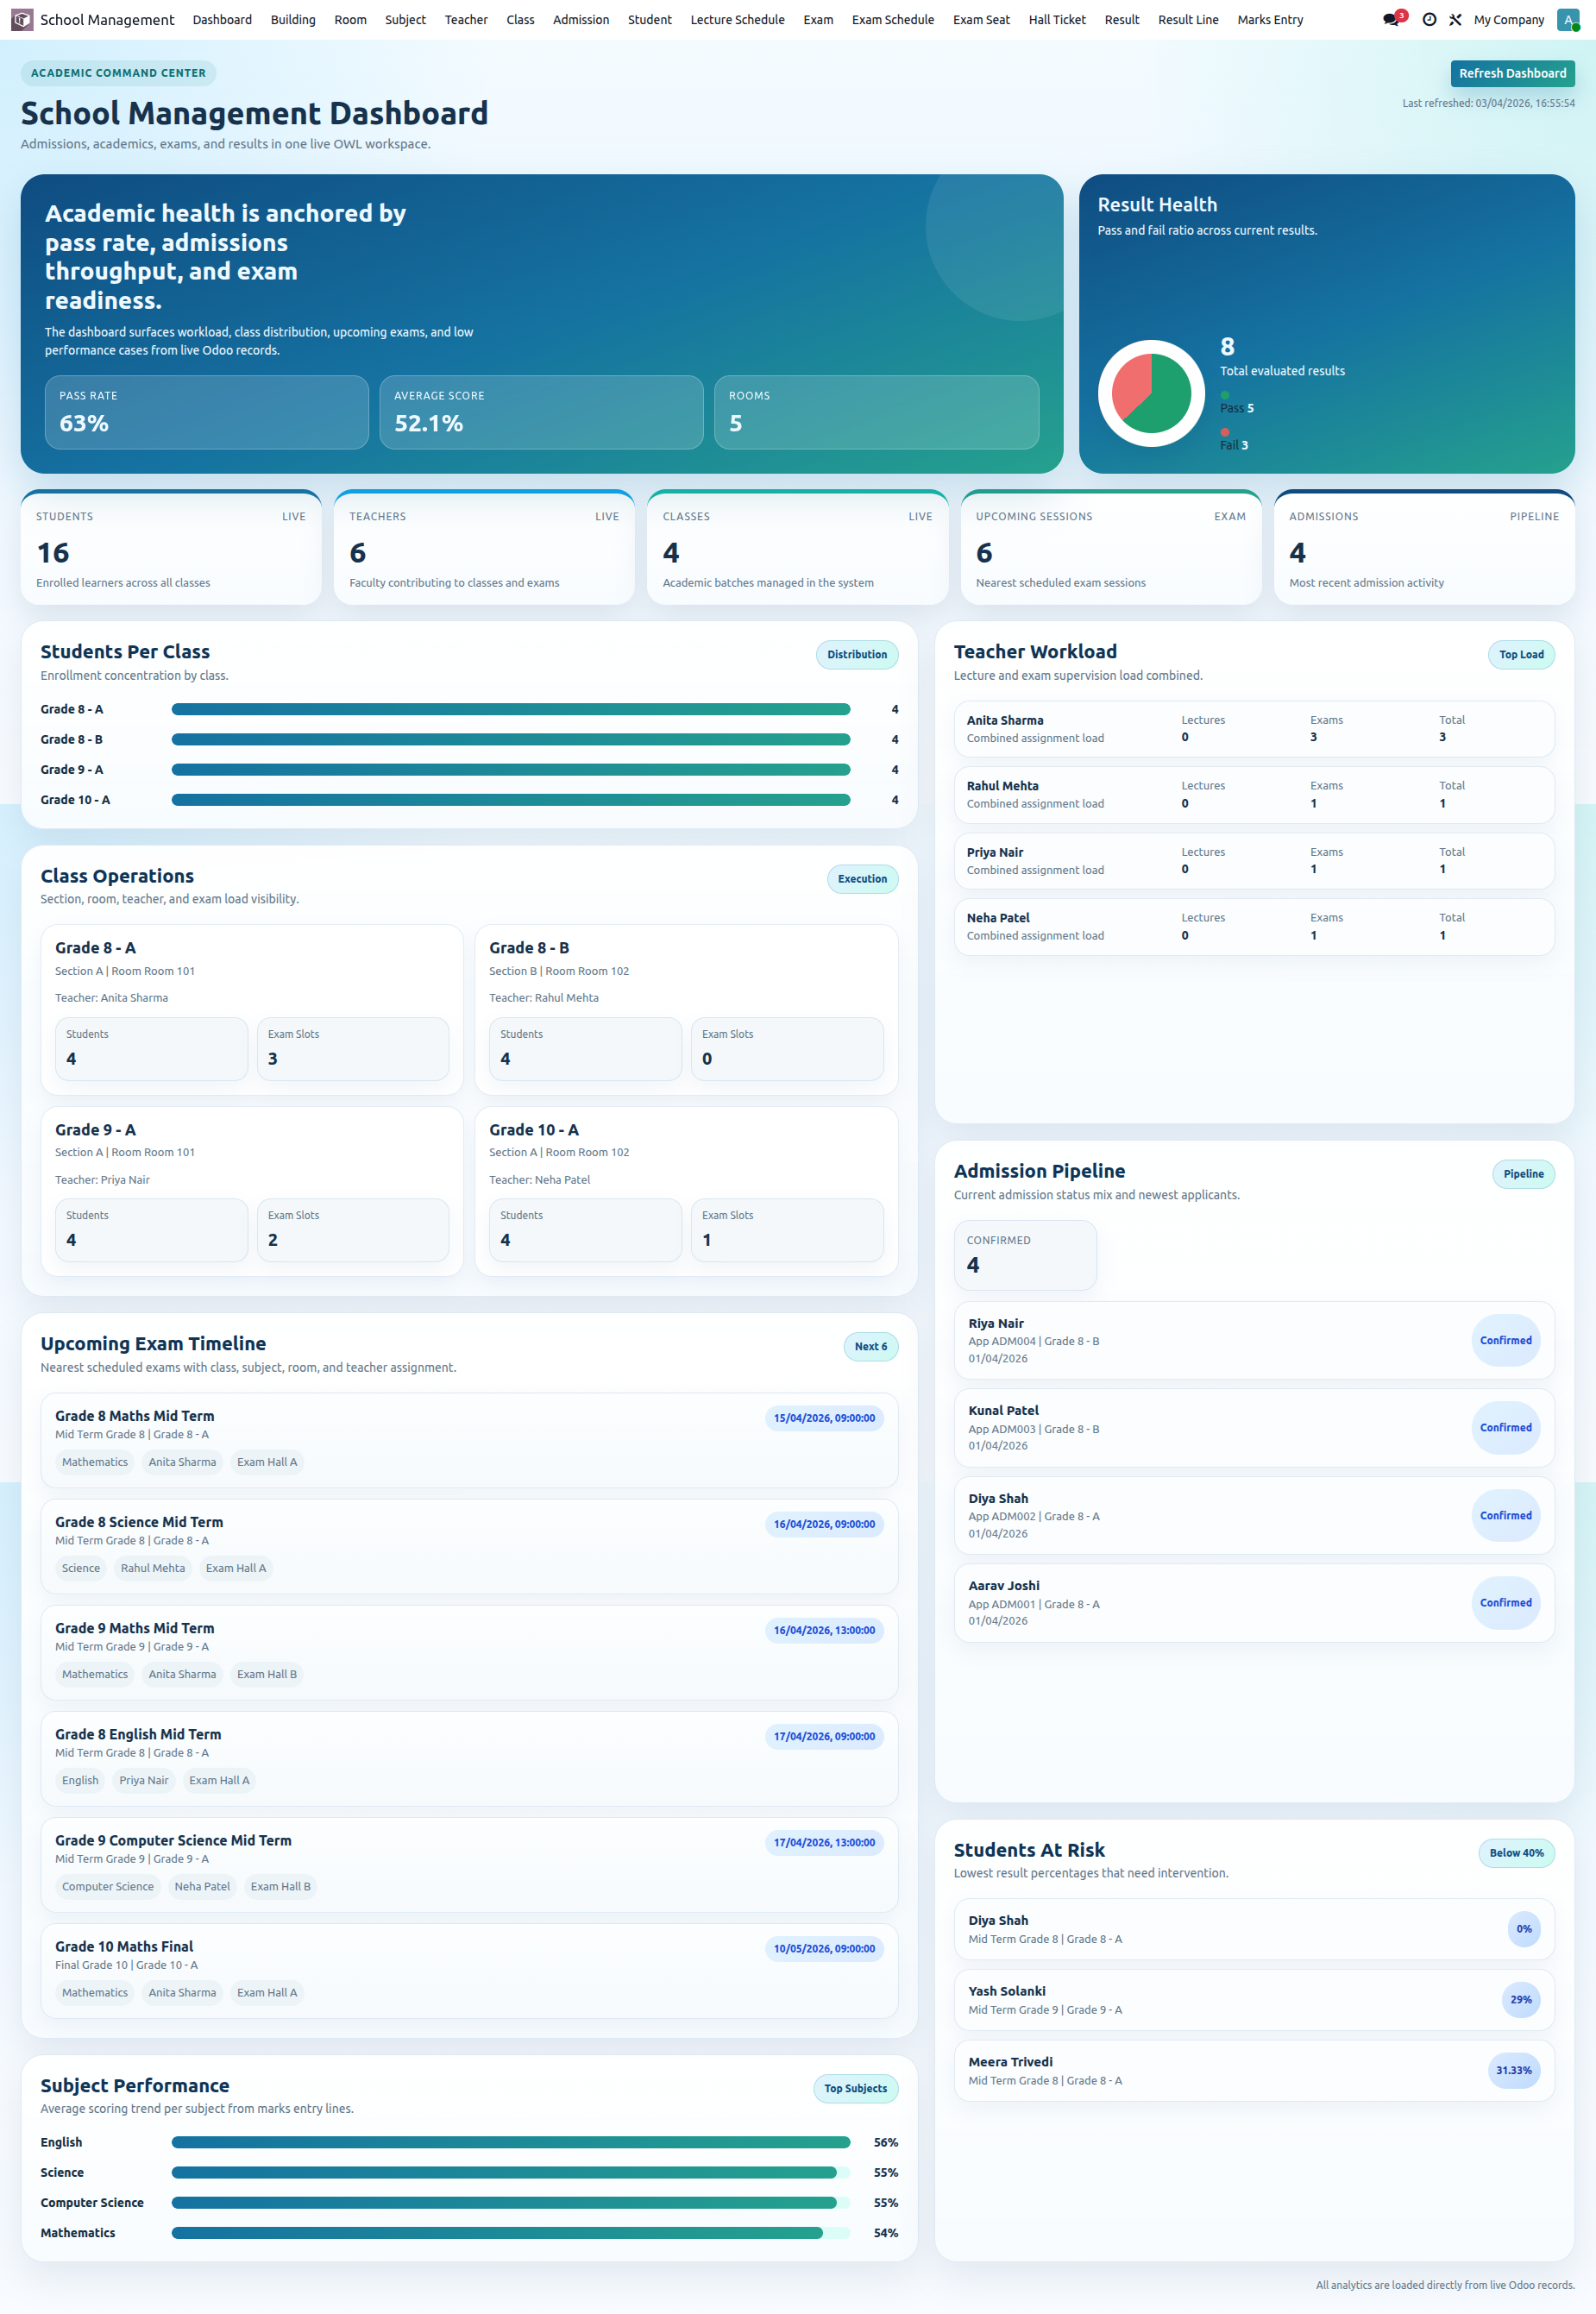 School Management Dashboard Building Room Subject Teacher Class Admission Student Lecture Schedule Exam Exam Schedule Exam Seat Hall Ticket Result Result Line Marks Entry 3 My Company A
ACADEMIC COMMAND CENTER
Refresh Dashboard
School Management Dashboard
Last refreshed: 03/04/2026, 16:55:54
Admissions, academics, exams, and results in one live OWL workspace.
Academic health is anchored by
pass rate, admissions
throughput, and exam
readiness.
The dashboard surfaces workload, class distribution, upcoming exams, and low
performance cases from live Odoo records.
PASS RATE
63%
AVERAGE SCORE
52.1%
ROOMS
5
Result Health
Pass and fail ratio across current results.
8
Total evaluated results
Pass 5
Fail 3
STUDENTS LIVE
16
Enrolled learners across all classes
TEACHERS LIVE
6
Faculty contributing to classes and exams
CLASSES LIVE
4
Academic batches managed in the system
UPCOMING SESSIONS EXAM
6
Nearest scheduled exam sessions
ADMISSIONS PIPELINE
4
Most recent admission activity
Students Per Class
Distribution
Enrollment concentration by class.
Grade 8 - A 4
Grade 8 - B 4
Grade 9 - A 4
Grade 10 - A 4
Class Operations
Execution
Section, room, teacher, and exam load visibility.
Grade 8 - A
Section A | Room Room 101
Teacher: Anita Sharma
Students
4
Exam Slots
3
Grade 8 - B
Section B | Room Room 102
Teacher: Rahul Mehta
Students
4
Exam Slots
0
Grade 9 - A
Section A | Room Room 101
Teacher: Priya Nair
Students
4
Exam Slots
2
Grade 10 - A
Section A | Room Room 102
Teacher: Neha Patel
Students
4
Exam Slots
1
Upcoming Exam Timeline
Next 6
Nearest scheduled exams with class, subject, room, and teacher assignment.
Grade 8 Maths Mid Term
15/04/2026, 09:00:00
Mid Term Grade 8 | Grade 8 - A
Mathematics Anita Sharma Exam Hall A
Grade 8 Science Mid Term
16/04/2026, 09:00:00
Mid Term Grade 8 | Grade 8 - A
Science Rahul Mehta Exam Hall A
Grade 9 Maths Mid Term
16/04/2026, 13:00:00
Mid Term Grade 9 | Grade 9 - A
Mathematics Anita Sharma Exam Hall B
Grade 8 English Mid Term
17/04/2026, 09:00:00
Mid Term Grade 8 | Grade 8 - A
English Priya Nair Exam Hall A
Grade 9 Computer Science Mid Term
17/04/2026, 13:00:00
Mid Term Grade 9 | Grade 9 - A
Computer Science Neha Patel Exam Hall B
Grade 10 Maths Final
10/05/2026, 09:00:00
Final Grade 10 | Grade 10 - A
Mathematics Anita Sharma Exam Hall A
Subject Performance
Top Subjects
Average scoring trend per subject from marks entry lines.
English 56%
Science 55%
Computer Science 55%
Mathematics 54%
Teacher Workload
Top Load
Lecture and exam supervision load combined.
Anita Sharma Lectures Exams Total
Combined assignment load 0 3 3
Rahul Mehta Lectures Exams Total
Combined assignment load 0 1 1
Priya Nair Lectures Exams Total
Combined assignment load 0 1 1
Neha Patel Lectures Exams Total
Combined assignment load 0 1 1
Admission Pipeline
Pipeline
Current admission status mix and newest applicants.
CONFIRMED
4
Riya Nair
App ADM004 | Grade 8 - B
01/04/2026
Confirmed
Kunal Patel
App ADM003 | Grade 8 - B
01/04/2026
Confirmed
Diya Shah
App ADM002 | Grade 8 - A
01/04/2026
Confirmed
Aarav Joshi
App ADM001 | Grade 8 - A
01/04/2026
Confirmed
Students At Risk
Below 40%
Lowest result percentages that need intervention.
Diya Shah
Mid Term Grade 8 | Grade 8 - A
0%
Yash Solanki
Mid Term Grade 9 | Grade 9 - A
29%
Meera Trivedi
Mid Term Grade 8 | Grade 8 - A
31.33%
All analytics are loaded directly from live Odoo records.